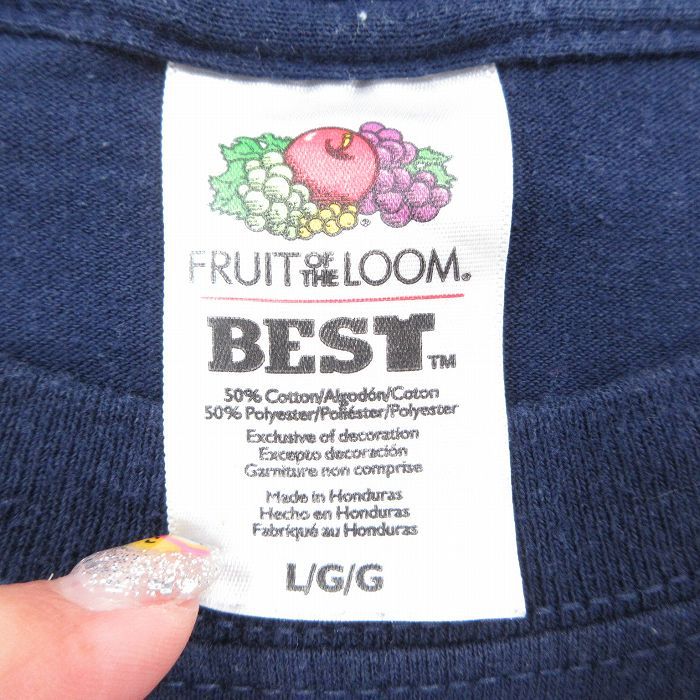 FRUIT OF THE LOOM®
BEST™
50% Cotton/Algodón/Coton
50% Polyester/Poliéster/Polyester
Exclusive of decoration
Excepto decoración
Garniture non comprise
Made in Honduras
Hecho en Honduras
Fabriqué au Honduras
L/G/G